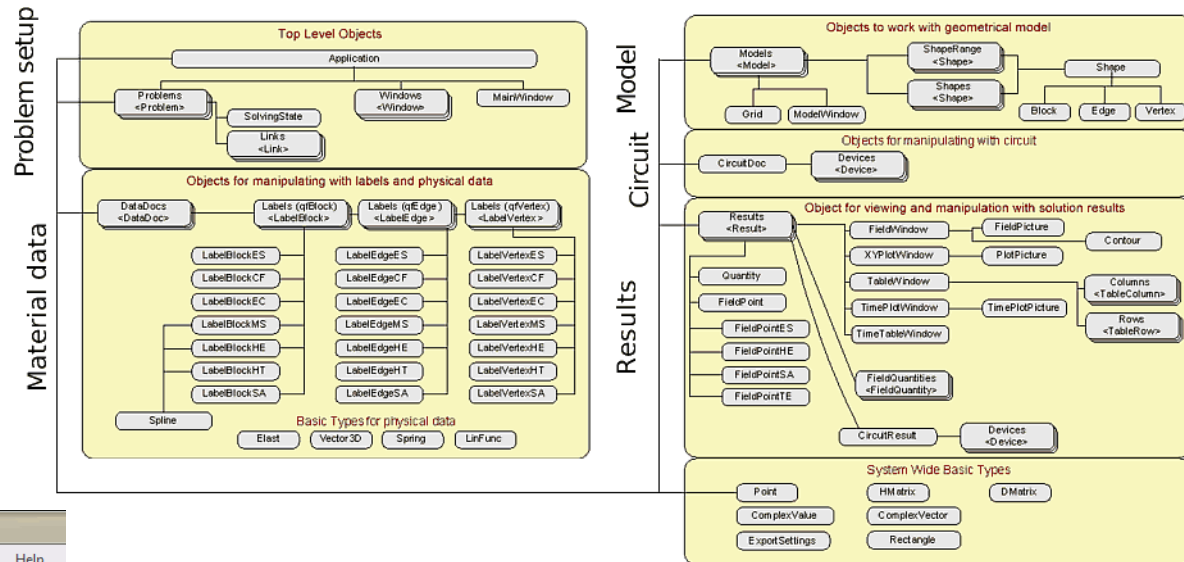 Problem setup
Top Level Objects
Application
Problems
<Problem>
Windows
<Window>
MainWindow
SolvingState
Links
<Link>
Material data
Objects for manipulating with labels and physical data
DataDocs
<DataDoc>
Labels (qfBlock)
<LabelBlock>
Labels (qfEdge )
<LabelEdge>
Labels (qfVertex)
<LabelVertex>
LabelBlockES
LabelEdgeES
LabelVertexES
LabelBlockCF
LabelEdgeCF
LabelVertexCF
LabelBlockEC
LabelEdgeEC
LabelVertexEC
LabelBlockMS
LabelEdgeMS
LabelVertexMS
LabelBlockHE
LabelEdgeHE
LabelVertexHE
LabelBlockHT
LabelEdgeHT
LabelVertexHT
LabelBlockSA
LabelEdgeSA
LabelVertexSA
Spline
Basic Types for physical data
Elast
Vector3D
Spring
LinFunc
Help
Model
Objects to work with geometrical model
Models
<Model>
ShapeRange
<Shape>
Shapes
<Shape>
Shape
Grid
ModelWindow
Block
Edge
Vertex
Circuit
Objects for manipulating with circuit
CircuitDoc
Devices
<Device>
Results
Object for viewing and manipulation with solution results
Results
<Result>
FieldWindow
FieldPicture
Contour
XYPlotWindow
PlotPicture
TableWindow
Columns
<TableColumn>
Rows
<TableRow>
TimePlotWindow
TimePlotPicture
TimeTableWindow
Quantity
FieldPoint
FieldPointES
FieldPointHE
FieldPointSA
FieldPointTE
FieldQuantities
<FieldQuantity>
CircuitResult
Devices
<Device>
System Wide Basic Types
Point
HMatrix
DMatrix
ComplexValue
ComplexVector
ExportSettings
Rectangle